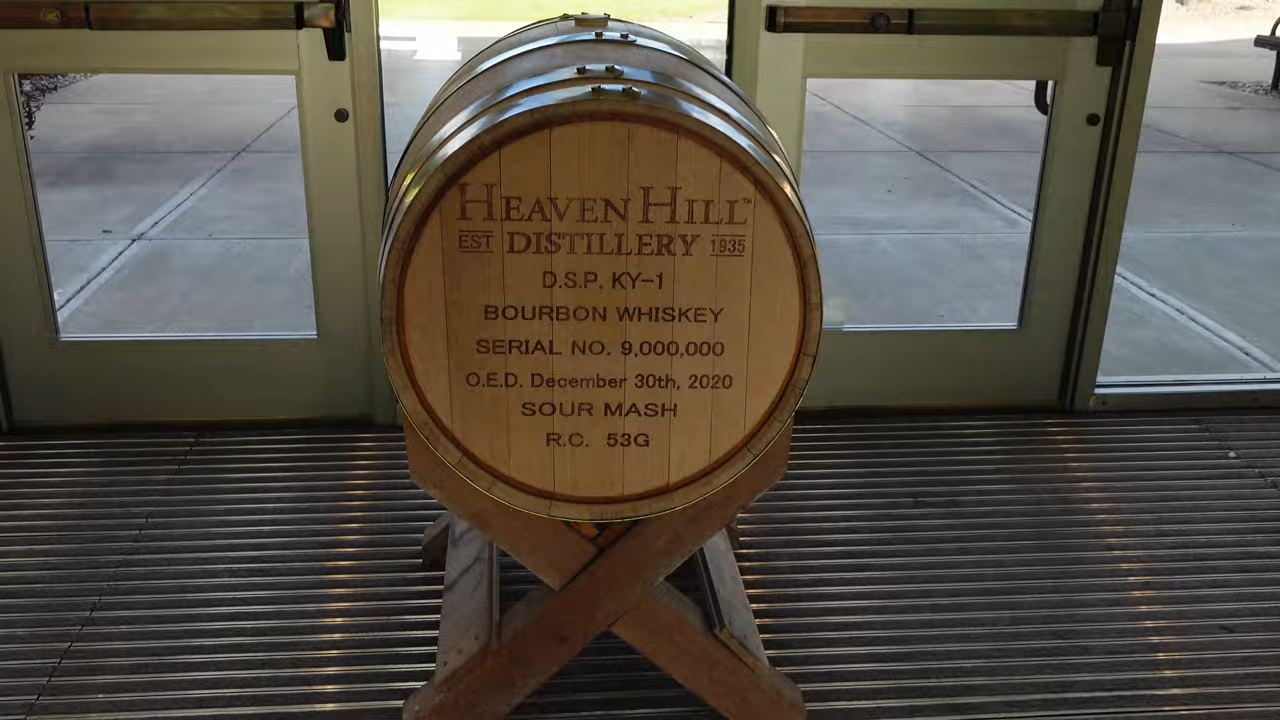 HEAVEN HILL™
EST DISTILLERY 1935
D.S.P. KY-1
BOURBON WHISKEY
SERIAL NO. 9,000,000
O.E.D. December 30th, 2020
SOUR MASH
R.C. 53G